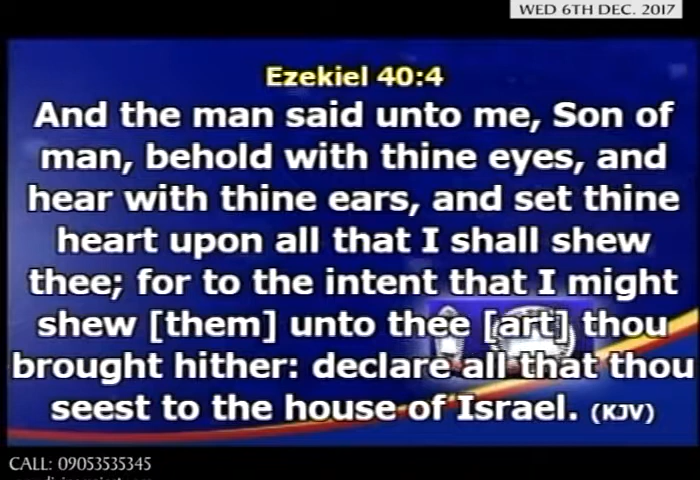 WED 6TH DEC. 2017
Ezekiel 40:4
And the man said unto me, Son of
man, behold with thine eyes, and
hear with thine ears, and set thine
heart upon all that I shall shew
thee; for to the intent that I might
shew [them] unto thee [art] thou
brought hither: declare all that thou
seest to the house of Israel. (KJV)
CALL: 09053535345